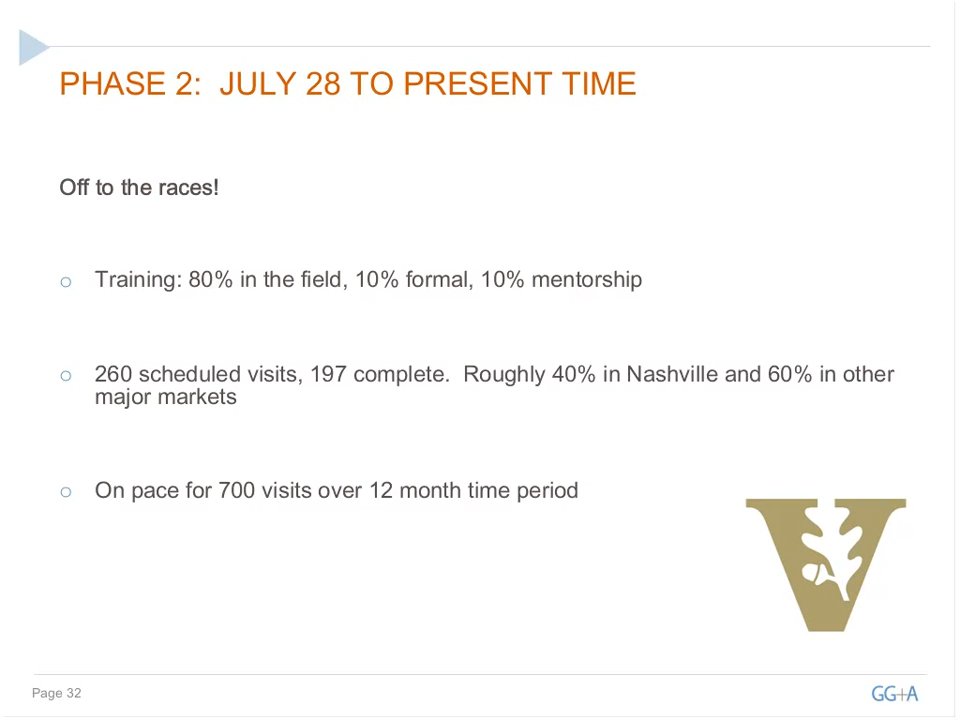 PHASE 2:  JULY 28 TO PRESENT TIME
Off to the races!
Training: 80% in the field, 10% formal, 10% mentorship
260 scheduled visits, 197 complete.  Roughly 40% in Nashville and 60% in other
major markets
On pace for 700 visits over 12 month time period
V
Page 32
GG+A